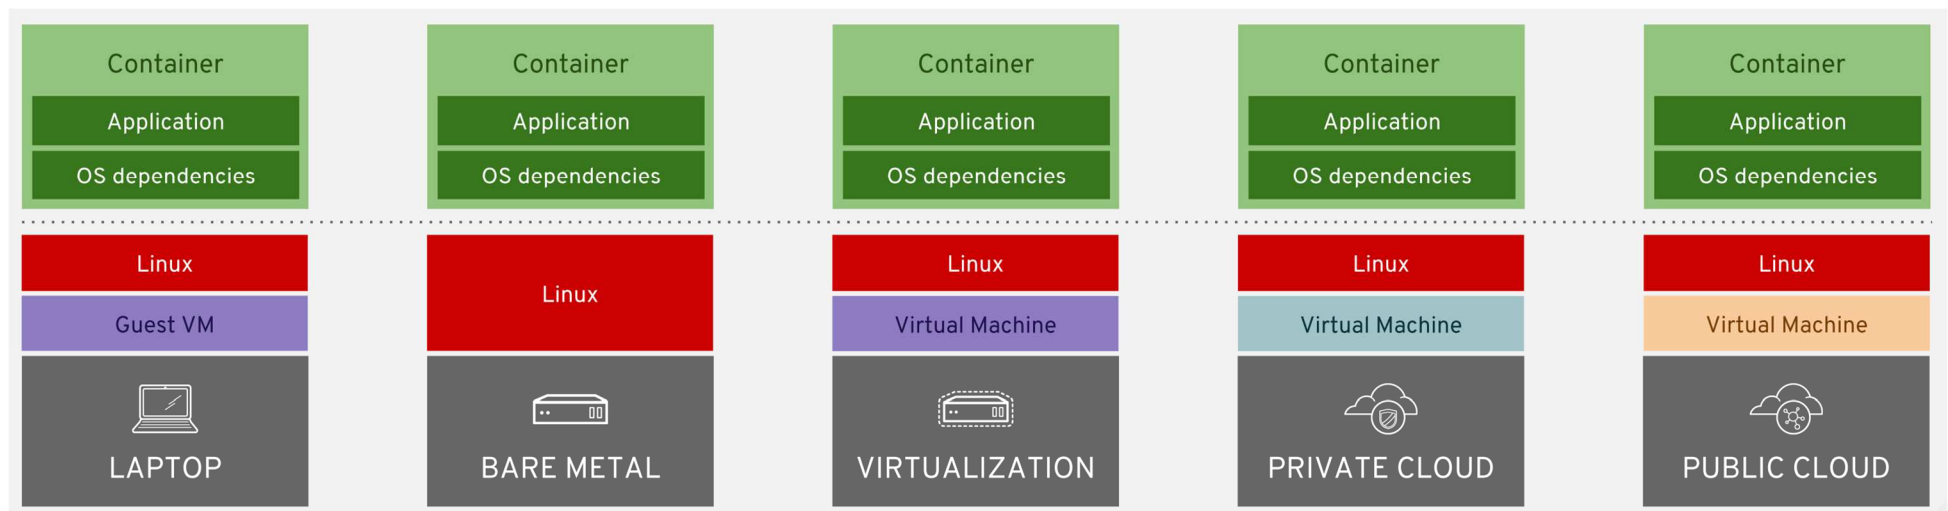 Container
Application
OS dependencies
Linux
Guest VM
LAPTOP
Container
Application
OS dependencies
Linux
BARE METAL
Container
Application
OS dependencies
Linux
Virtual Machine
VIRTUALIZATION
Container
Application
OS dependencies
Linux
Virtual Machine
PRIVATE CLOUD
Container
Application
OS dependencies
Linux
Virtual Machine
PUBLIC CLOUD